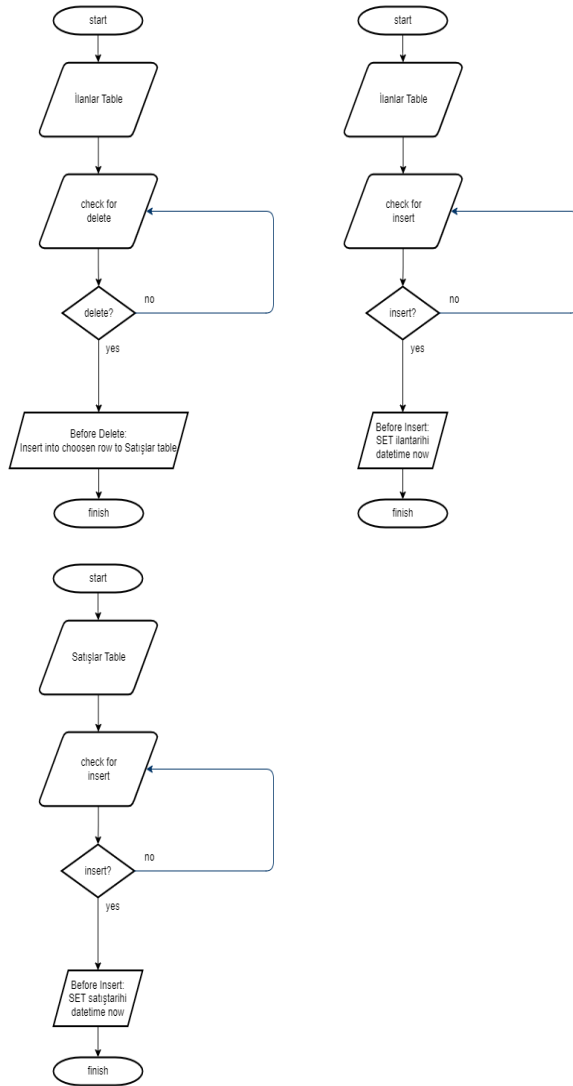 start
İlanlar Table
check for
delete
delete?
no
yes
Before Delete:
Insert into choosen row to Satışlar table
finish
start
İlanlar Table
check for
insert
insert?
no
yes
Before Insert:
SET ilantarihi
datetime now
finish
start
Satışlar Table
check for
insert
insert?
no
yes
Before Insert:
SET satıştarihi
datetime now
finish